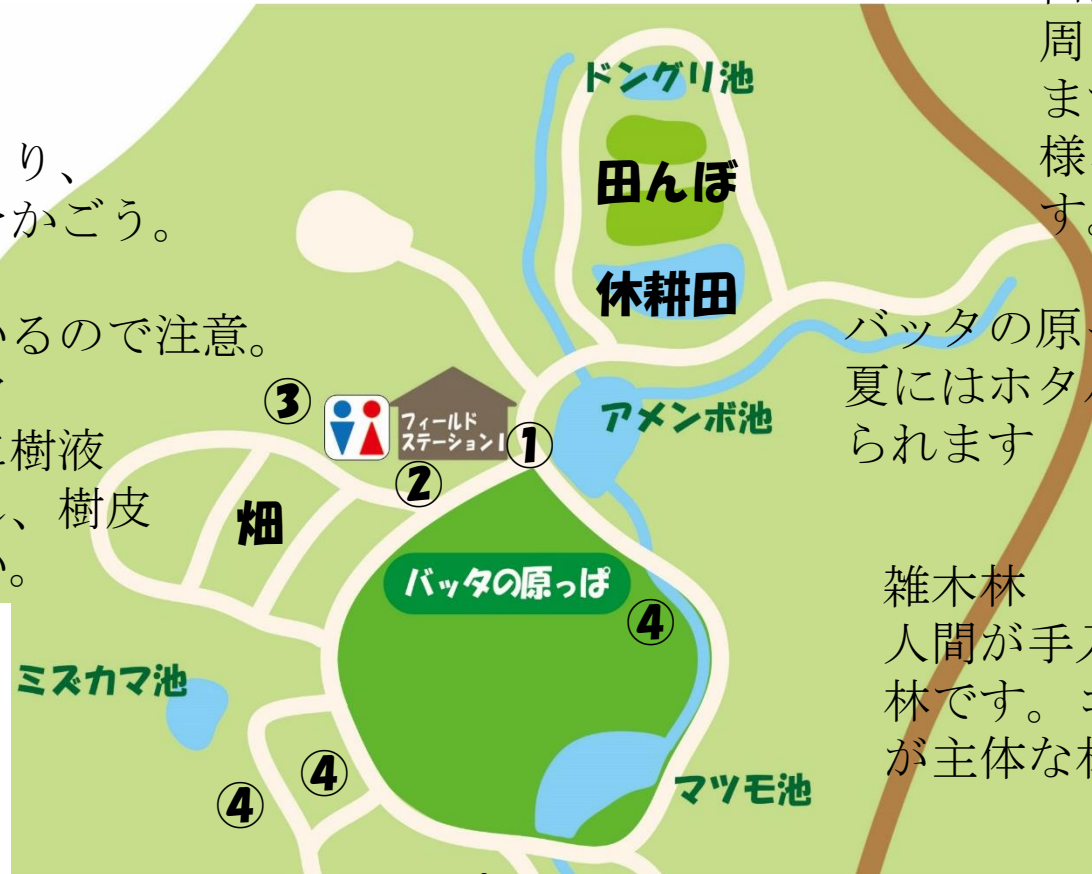 周
ドングリ池
ま
様
り、
かごう。
す。
田んぼ
休耕田
いるので注意。
バッタの原
夏にはホタ
られます
③
フィールド
ステーション1
①
アメンボ池
樹液
②
、樹皮
畑
い。
バッタの原っぱ
④
雑木林
人間が手入
林です。
が主体な
ミズカマ池
④
④
マツモ池